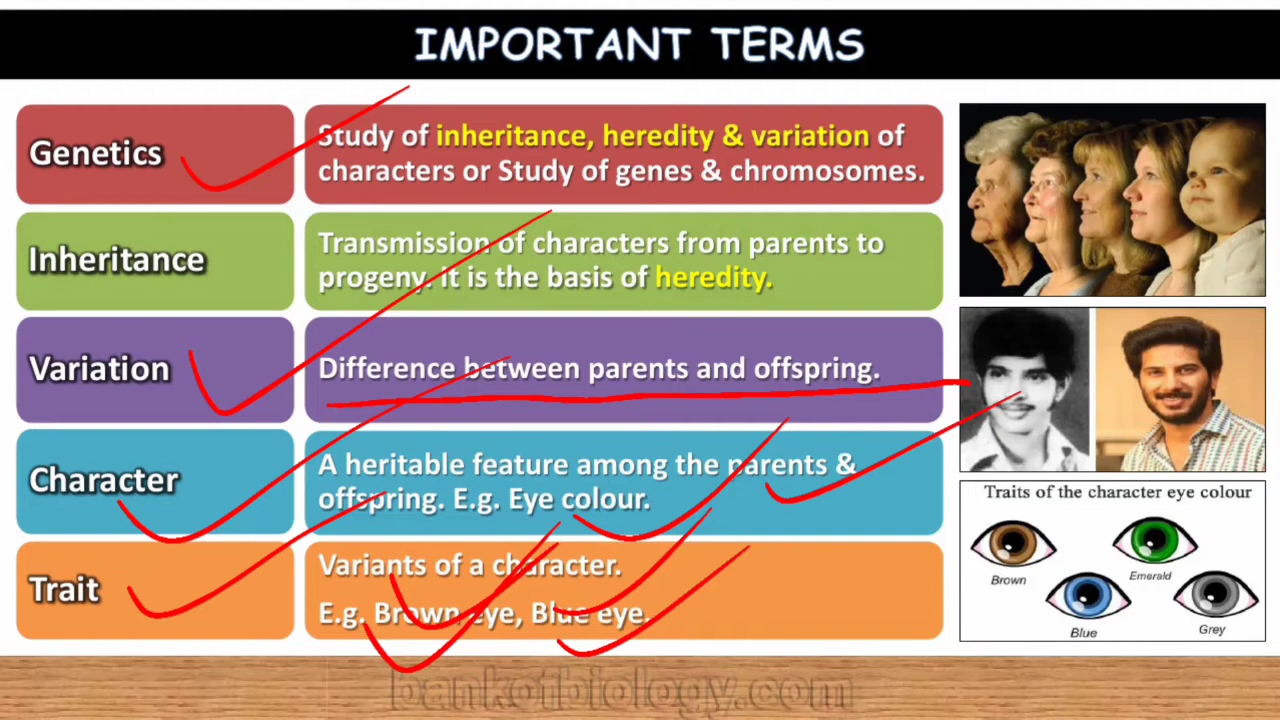 IMPORTANT TERMS
Genetics
Study of inheritance, heredity & variation of
characters or Study of genes & chromosomes.
Inheritance
Transmission of characters from parents to
progeny. it is the basis of heredity.
Variation
Difference between parents and offspring.
Character
A heritable feature among the parents &
offspring. E.g. Eye colour.
Trait
Variants of a character.
E.g. Brown eye, Blue eye.
Traits of the character eye colour
Brown
Emerald
Blue
Grey
bankofbiology.com